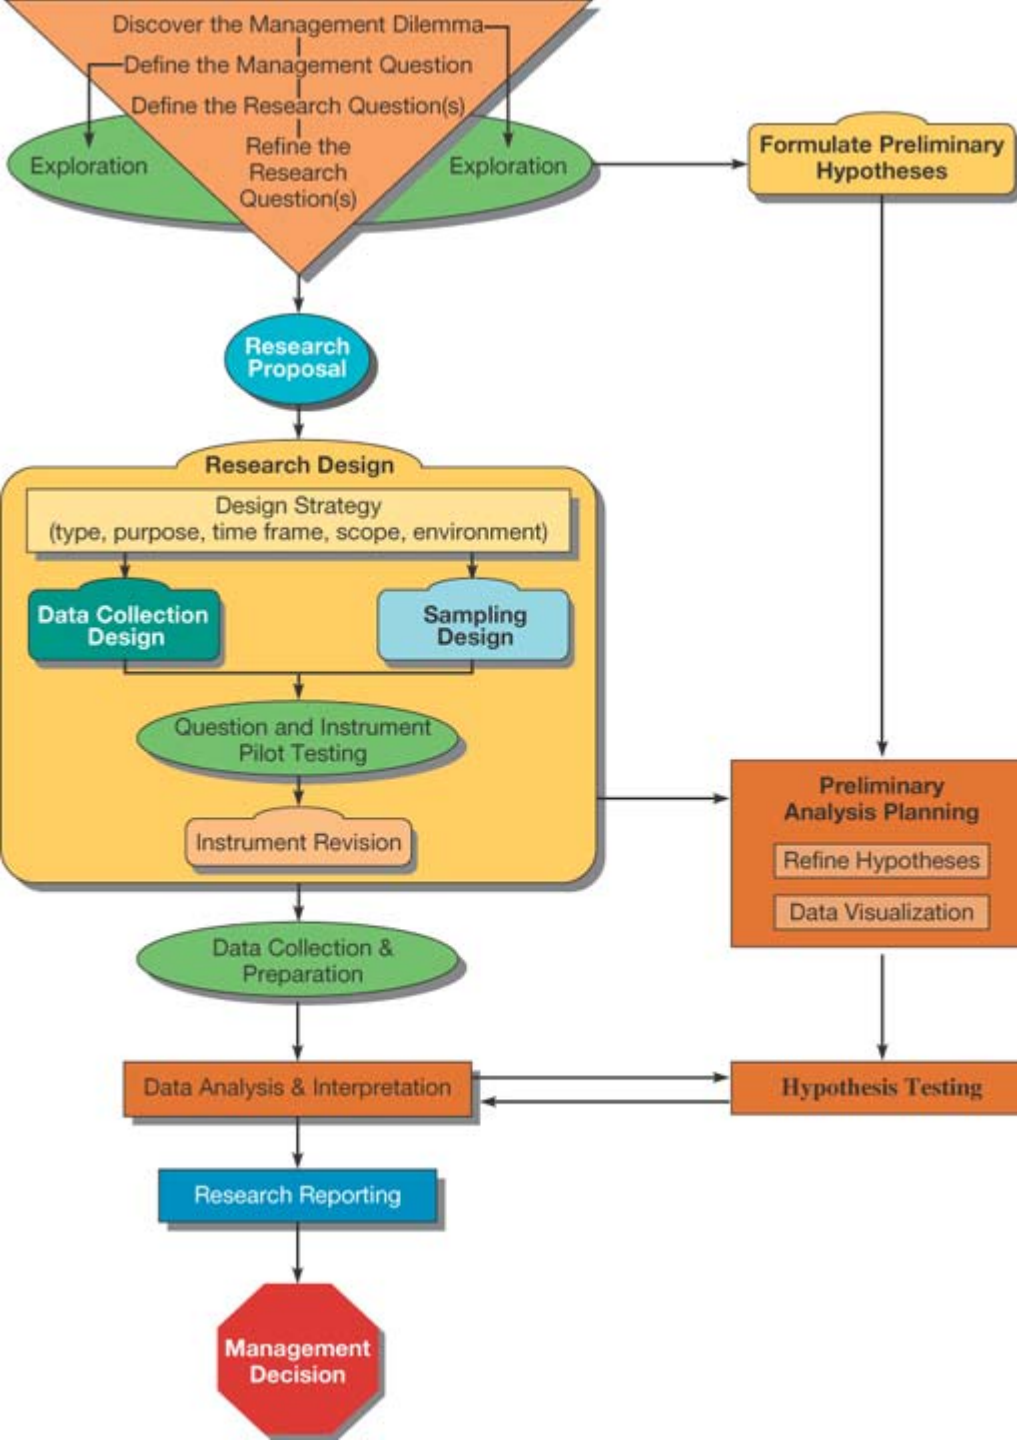 Discover the Management Dilemma
Define the Management Question
Define the Research Question(s)
Refine the
Research
Question(s)
Exploration
Exploration
Formulate Preliminary
Hypotheses
Research
Proposal
Research Design
Design Strategy
(type, purpose, time frame, scope, environment)
Data Collection
Design
Sampling
Design
Question and Instrument
Pilot Testing
Instrument Revision
Preliminary
Analysis Planning
Refine Hypotheses
Data Visualization
Data Collection &
Preparation
Data Analysis & Interpretation
Hypothesis Testing
Research Reporting
Management
Decision